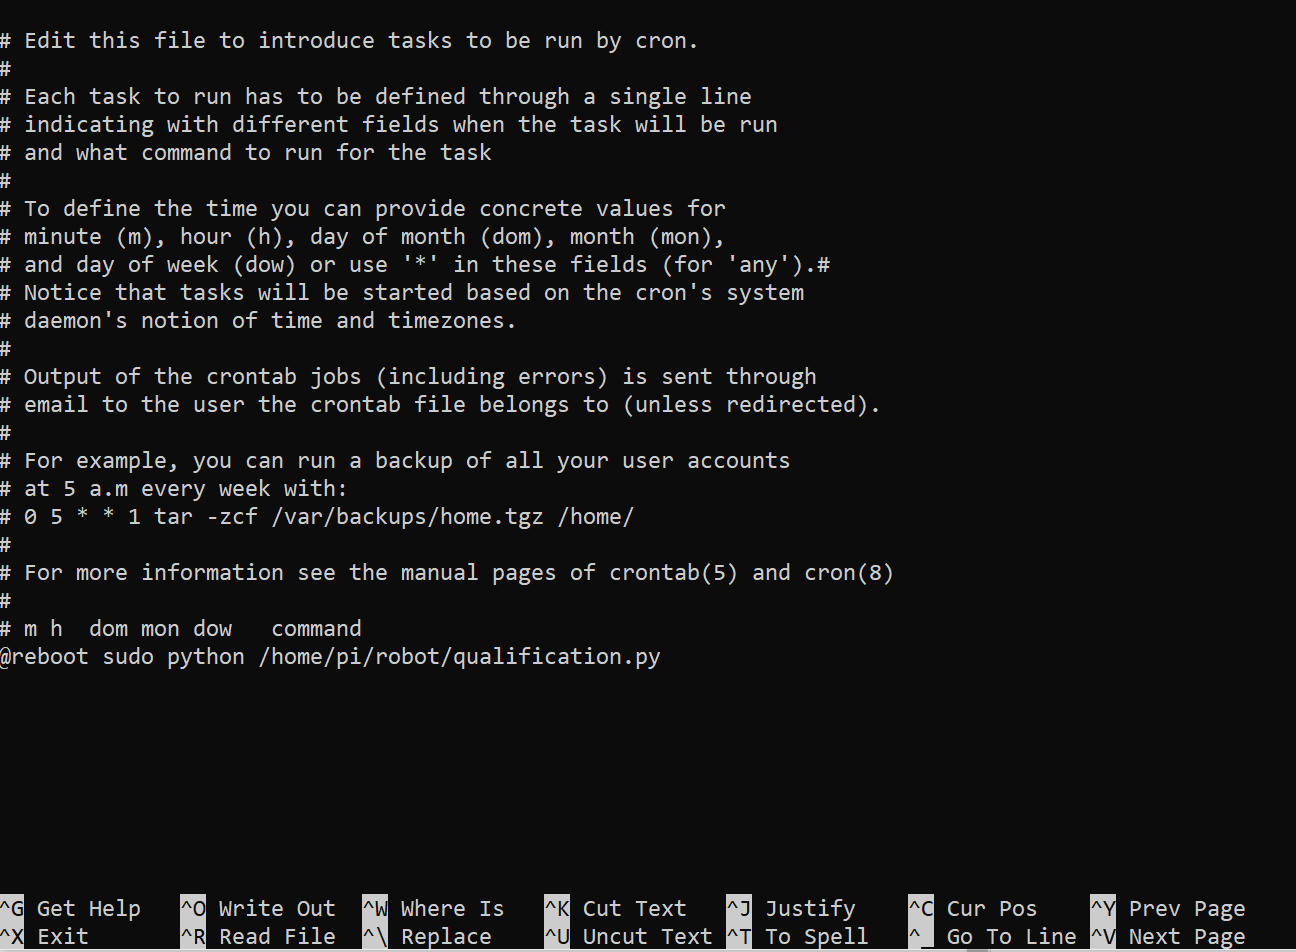 # Edit this file to introduce tasks to be run by cron.
#
# Each task to run has to be defined through a single line
# indicating with different fields when the task will be run
# and what command to run for the task
#
# To define the time you can provide concrete values for
# minute (m), hour (h), day of month (dom), month (mon),
# and day of week (dow) or use '*' in these fields (for 'any').#
# Notice that tasks will be started based on the cron's system
# daemon's notion of time and timezones.
#
# Output of the crontab jobs (including errors) is sent through
# email to the user the crontab file belongs to (unless redirected).
#
# For example, you can run a backup of all your user accounts
# at 5 a.m every week with:
# 0 5 * * 1 tar -zcf /var/backups/home.tgz /home/
#
# For more information see the manual pages of crontab(5) and cron(8)
#
# m h  dom mon dow   command
@reboot sudo python /home/pi/robot/qualification.py
^G Get Help   ^O Write Out  ^W Where Is   ^K Cut Text   ^J Justify    ^C Cur Pos    ^Y Prev Page
^X Exit       ^R Read File  ^\ Replace    ^U Uncut Text ^T To Spell   ^_ Go To Line ^V Next Page